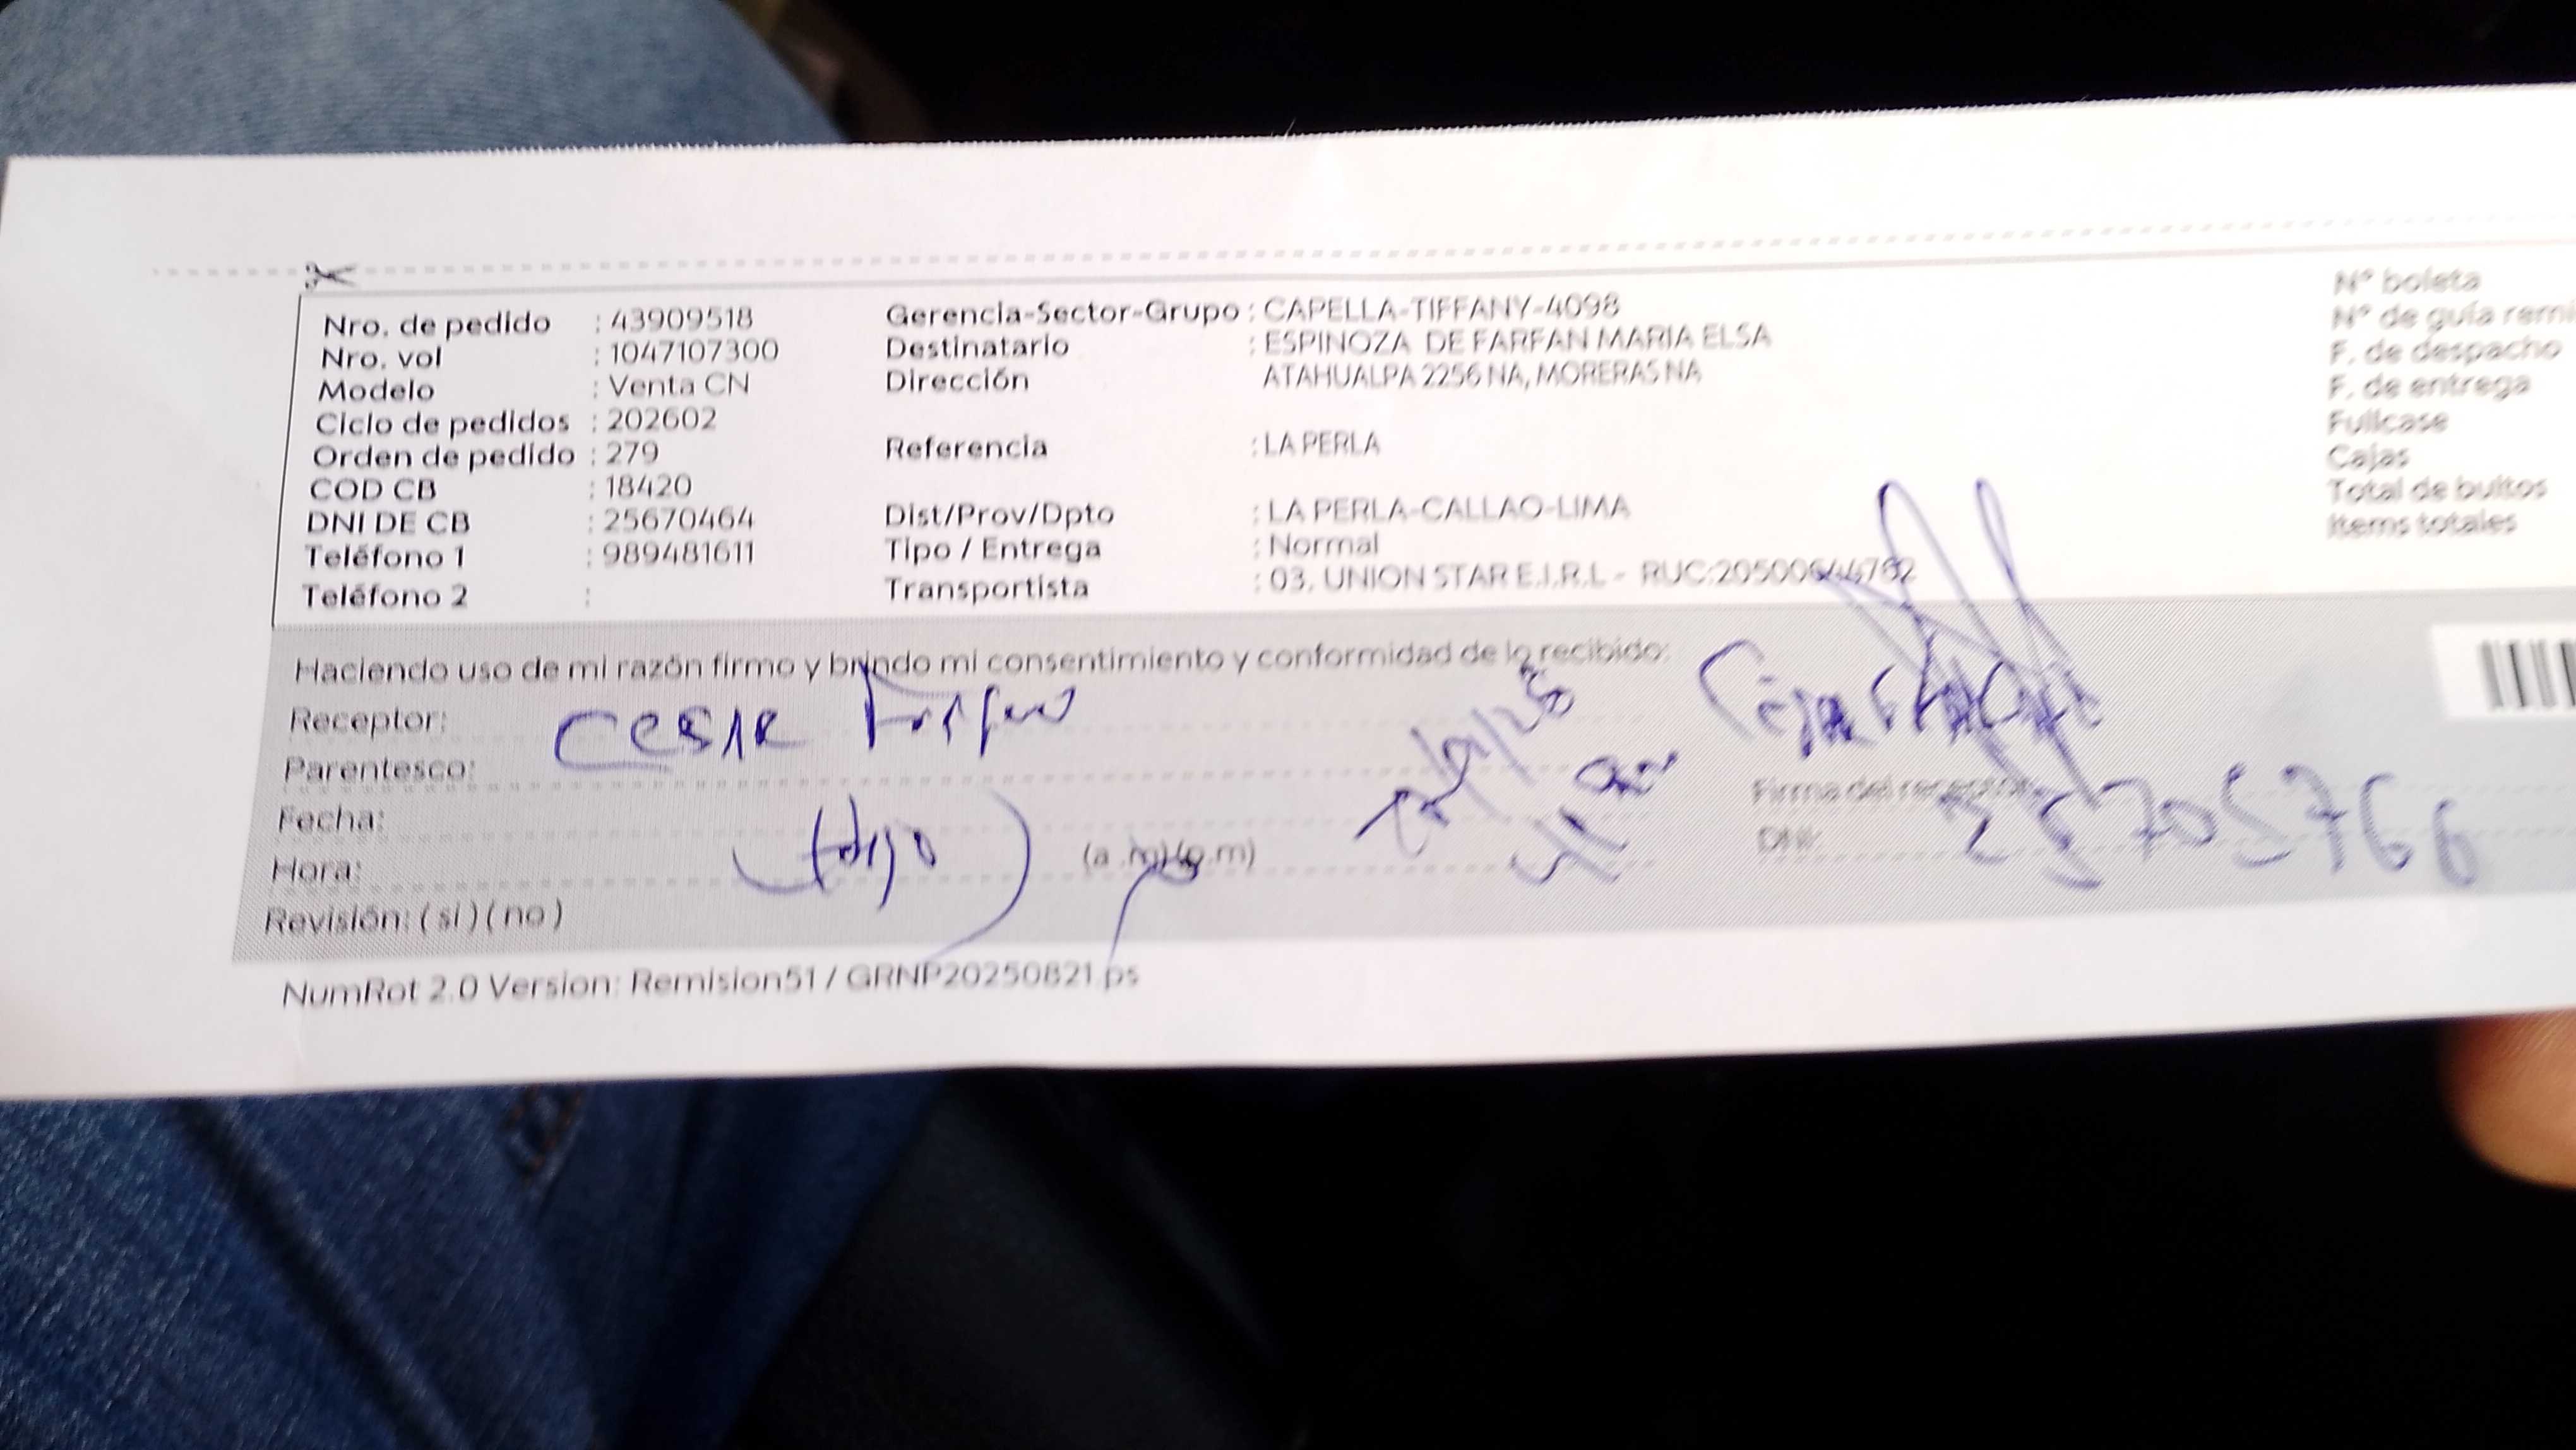 Nro. de pedido : 43909518
Nro. vol : 1047107300
Modelo : Venta CN
Ciclo de pedidos : 202602
Orden de pedido : 279
COD CB : 18420
DNI DE CB : 25670464
Teléfono 1 : 989481611
Teléfono 2 :
Gerencia-Sector-Grupo : CAPELLA-TIFFANY-4098
Destinatario : ESPINOZA DE FARFAN MARIA ELSA
Dirección ATAHUALPA 2256 NA, MORERAS NA
Referencia : LA PERLA
Dist/Prov/Dpto : LA PERLA-CALLAO-LIMA
Tipo / Entrega : Normal
Transportista : 03. UNION STAR E.I.R.L - RUC:20500644762
N° boleta
N° de guía remi
F. de despacho
F. de entrega
Fullcase
Cajas
Total de bultos
Items totales
Haciendo uso de mi razón firmo y brindo mi consentimiento y conformidad de lo recibido:
Receptor: CESAR Farfan
Parentesco:
Fecha:
Hora: (a.m)(p.m)
Revisión: ( si ) ( no )
(hijo)
Firma del receptor:
DNI: 25705766
NumRot 2.0 Version: Remision51 / GRNP20250821.ps